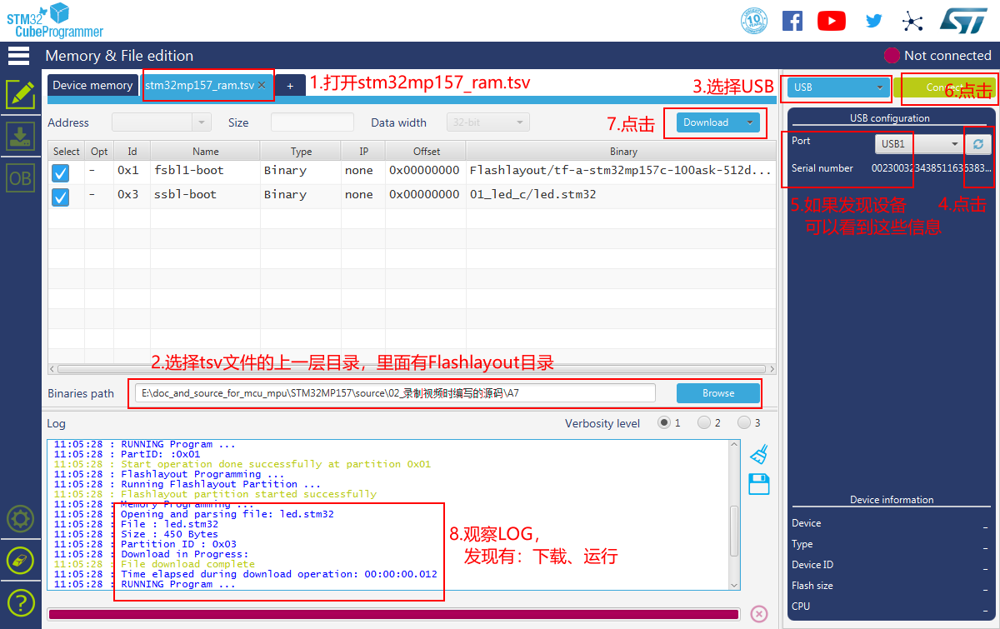 STM32
CubeProgrammer
10 YEARS
Memory & File edition
Not connected
Device memory
stm32mp157_ram.tsv
+
1.打开stm32mp157_ram.tsv
3.选择USB
USB
Connect
6.点击
Address
Size
Data width
32-bit
7.点击
Download
USB configuration
Port
USB1
Serial number
4.点击
5.如果发现设备
可以看到这些信息
Select Opt Id Name Type IP Offset Binary
- 0x1 fsbl1-boot Binary none 0x00000000 Flashlayout/tf-a-stm32mp157c-100ask-512d...
- 0x3 ssbl-boot Binary none 0x00000000 01_led_c/led.stm32
2.选择tsv文件的上一层目录，里面有Flashlayout目录
Binaries path
E:\doc_and_source_for_mcu_mpu\STM32MP157\source\02_录制视频时编写的源码\A7
Browse
Log
Verbosity level
1
2
3
11:05:28 : RUNNING Program ...
11:05:28 : PartID: :0x01
11:05:28 : Start operation done successfully at partition 0x01
11:05:28 : Flashlayout Programming ...
11:05:28 : Running Flashlayout Partition ...
11:05:28 : Flashlayout partition started successfully
11:05:28 : Memory Programming ...
11:05:28 : Opening and parsing file: led.stm32
11:05:28 : File : led.stm32
11:05:28 : Size : 450 Bytes
11:05:28 : Partition ID : 0x03
11:05:28 : Download in Progress:
11:05:28 : File download complete
11:05:28 : Time elapsed during download operation: 00:00:00.012
11:05:28 : RUNNING Program ...
8.观察LOG，
发现有：下载、运行
OB
Device information
Device -
Type -
Device ID -
Flash size -
CPU -